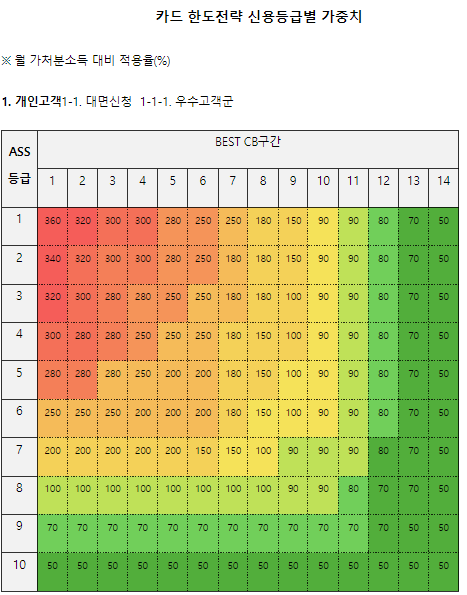 카드 한도전략 신용등급별 가중치
※ 월 가처분소득 대비 적용율(%)
1. 개인고객1-1. 대면신청 1-1-1. 우수고객군
ASS 등급 BEST CB구간
1 2 3 4 5 6 7 8 9 10 11 12 13 14
1 360 320 300 300 280 250 250 180 150 90 90 80 70 50
2 340 320 300 300 280 250 180 180 150 90 90 80 70 50
3 320 300 280 280 250 250 180 180 100 90 90 80 70 50
4 300 280 280 250 250 250 180 150 100 90 90 80 70 50
5 280 280 280 250 200 200 180 150 100 90 90 80 70 50
6 250 250 250 250 200 200 180 150 100 90 90 80 70 50
7 200 200 200 200 200 150 150 100 90 90 90 80 70 50
8 100 100 100 100 100 100 100 100 90 90 80 70 70 50
9 70 70 70 70 70 70 70 70 70 70 70 70 50 50
10 50 50 50 50 50 50 50 50 50 50 50 50 50 50